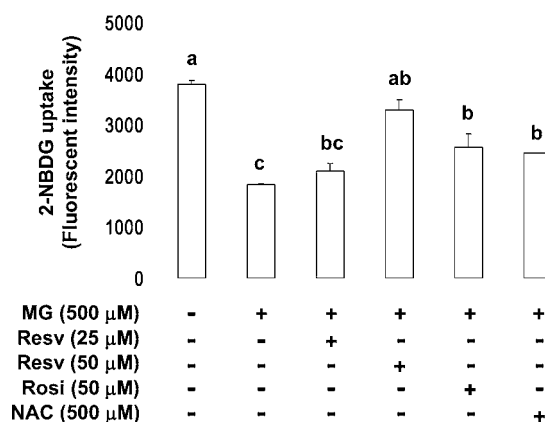 5000
4000
3000
2000
1000
0
2-NBDG uptake
(Fluorescent intensity)
a
c
bc
ab
b
b
MG (500 μM) - + + + + +
Resv (25 μM) - - + - - -
Resv (50 μM) - - - + - -
Rosi (50 μM) - - - - + -
NAC (500 μM) - - - - - +